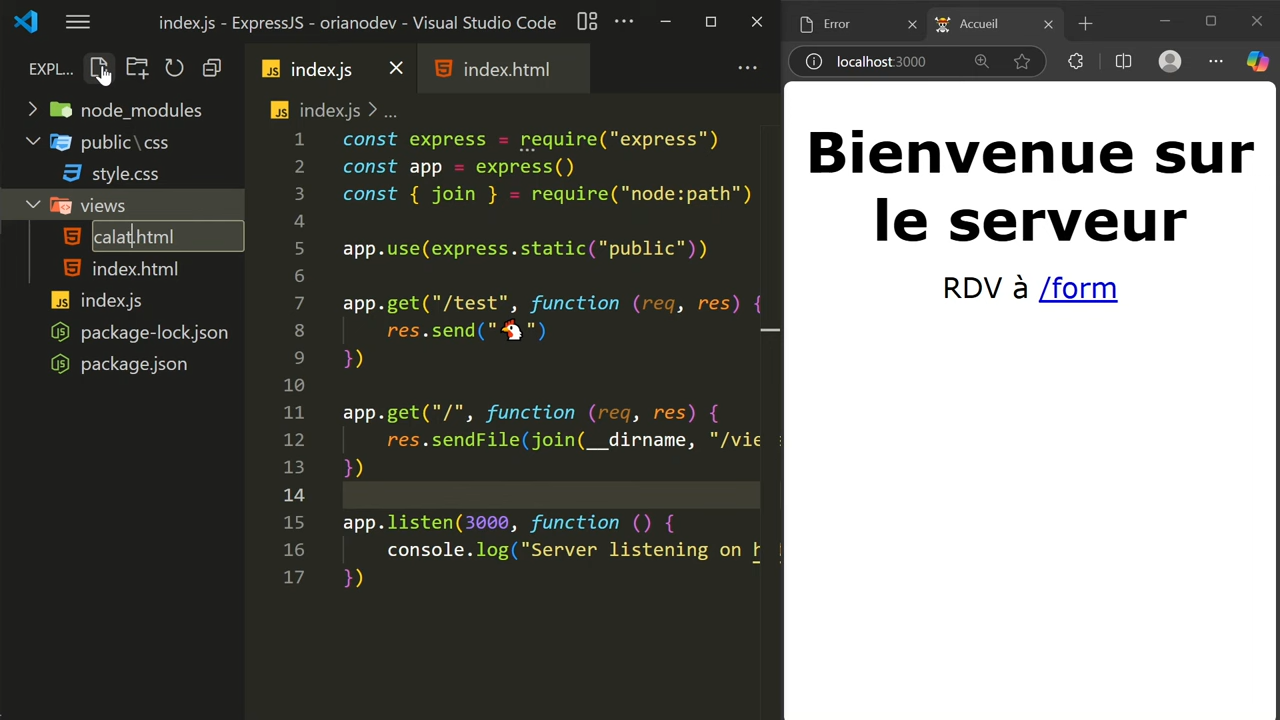 index.js - ExpressJS - orianodev - Visual Studio Code
EXPL...
node_modules
public\css
style.css
views
calat.html
index.html
index.js
package-lock.json
package.json
index.js
index.html
index.js > ...
1 const express = require("express")
2 const app = express()
3 const { join } = require("node:path")
4
5 app.use(express.static("public"))
6
7 app.get("/test", function (req, res) {
8 res.send("🐔")
9 })
10
11 app.get("/", function (req, res) {
12 res.sendFile(join(__dirname, "/vie
13 })
14
15 app.listen(3000, function () {
16 console.log("Server listening on h
17 })
Error
Accueil
localhost:3000
Bienvenue sur
le serveur
RDV à /form